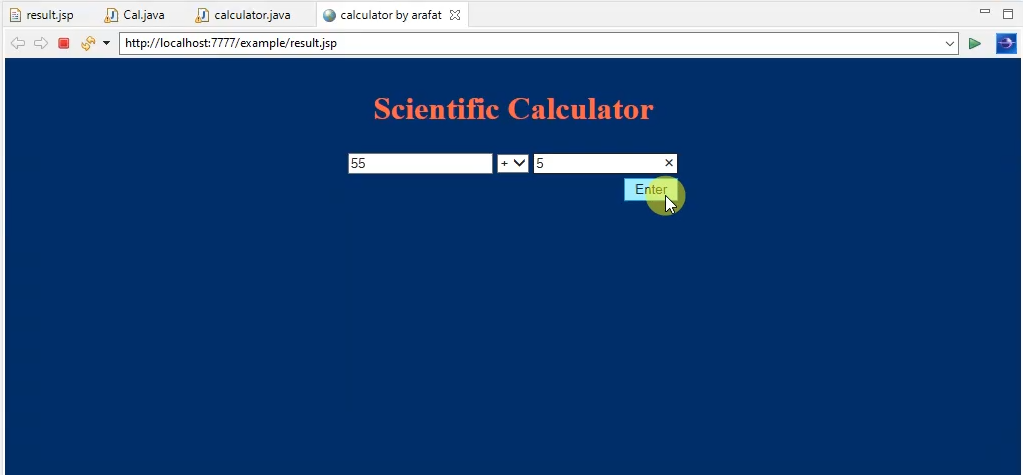 result.jsp Cal.java calculator.java calculator by arafat
http://localhost:7777/example/result.jsp
Scientific Calculator
55 + 5
Enter